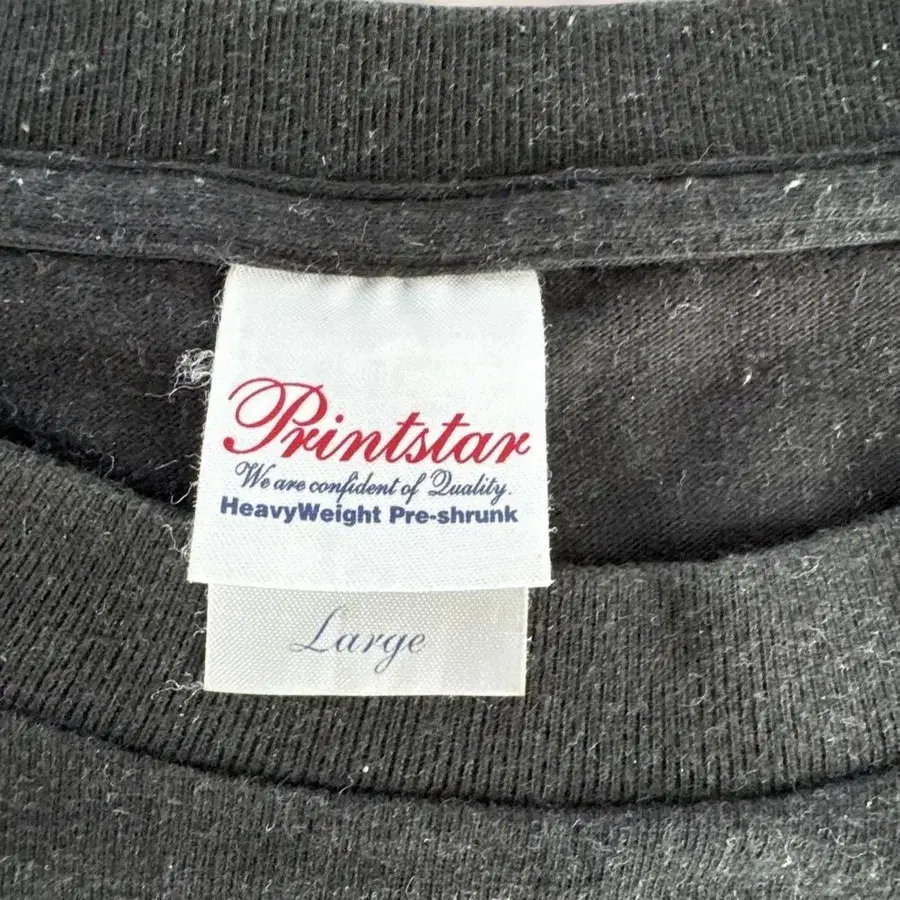 Printstar
We are confident of Quality.
HeavyWeight Pre-shrunk
Large